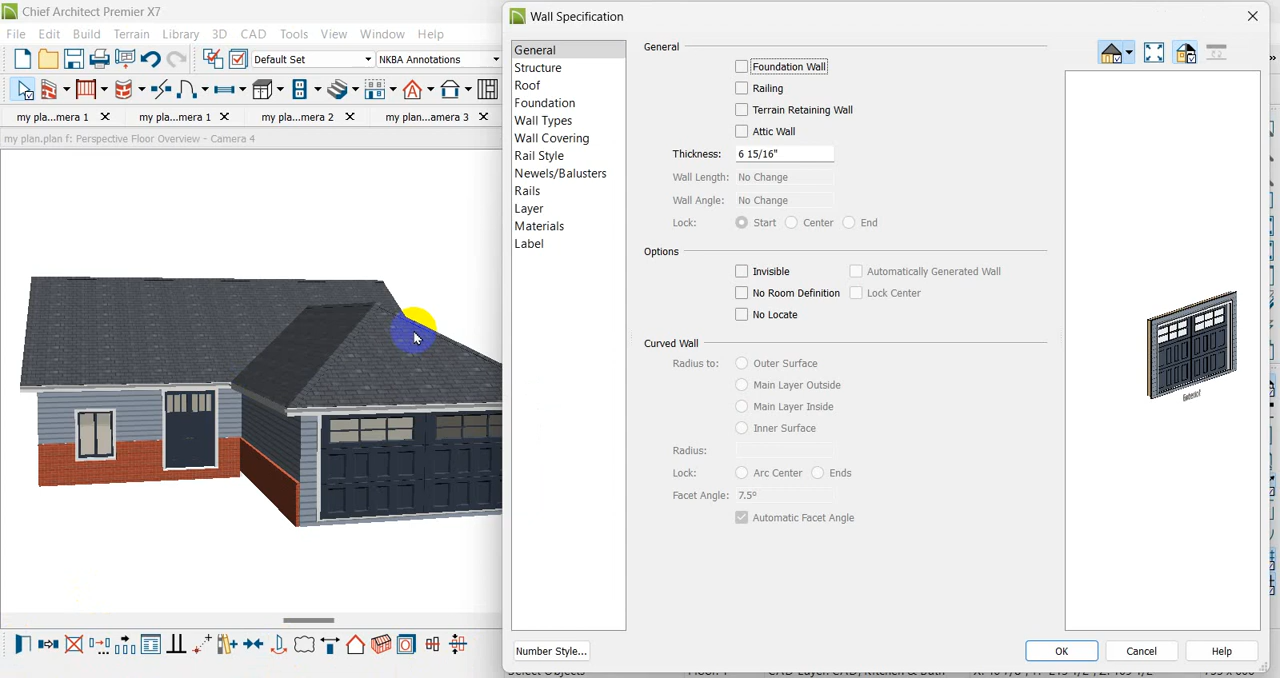 Chief Architect Premier X7
File Edit Build Terrain Library 3D CAD Tools View Window Help
Default Set NKBA Annotations
my pla...mera 1 my pla...mera 1 my pla...mera 2 my plan...amera 3
my plan.plan f: Perspective Floor Overview - Camera 4
Wall Specification
General
Structure
Roof
Foundation
Wall Types
Wall Covering
Rail Style
Newels/Balusters
Rails
Layer
Materials
Label
General
Foundation Wall
Railing
Terrain Retaining Wall
Attic Wall
Thickness: 6 15/16"
Wall Length: No Change
Wall Angle: No Change
Lock: Start Center End
Options
Invisible Automatically Generated Wall
No Room Definition Lock Center
No Locate
Curved Wall
Radius to: Outer Surface
Main Layer Outside
Main Layer Inside
Inner Surface
Radius:
Lock: Arc Center Ends
Facet Angle: 7.5°
Automatic Facet Angle
Exterior
Number Style... OK Cancel Help